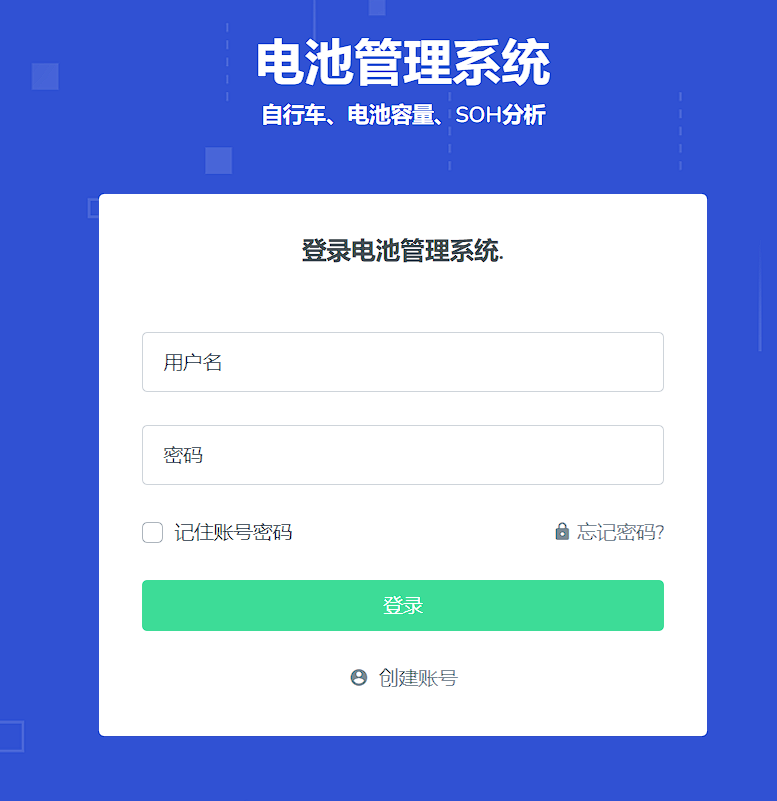 电池管理系统
自行车、电池容量、SOH分析
登录电池管理系统.
用户名
密码
记住账号密码 忘记密码?
登录
创建账号